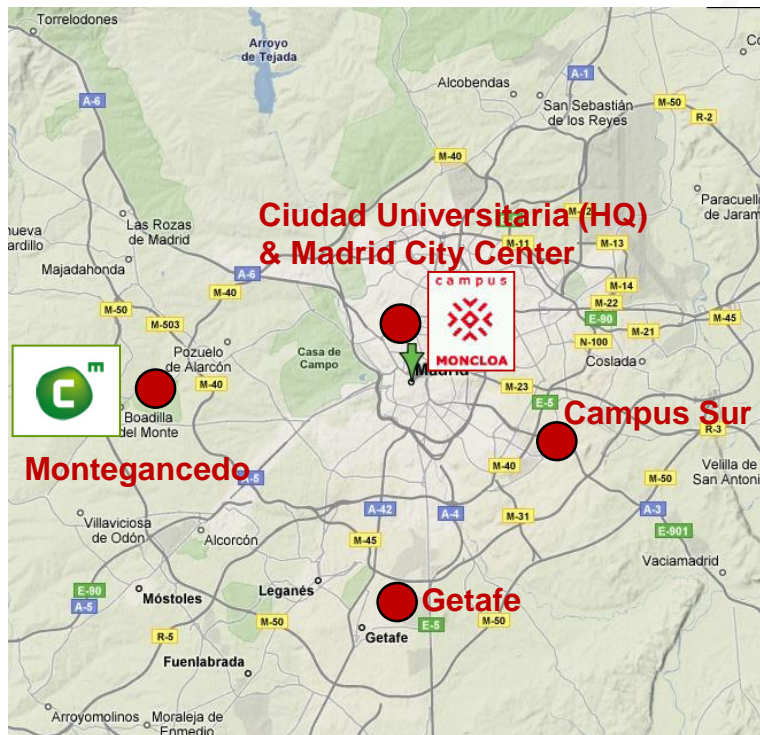 Torrelodones
Arroyo
de Tejada
A-1
Alcobendas
A-6
San Sebastián
de los Reyes
M-50
R-2
M-40
Paracuell
de Jaram
Ciudad Universitaria (HQ)
& Madrid City Center
Las Rozas
de Madrid
M-11
M-13
Majadahonda
A-6
campus
MONCLOA
M-14
M-40
M-22
M-50
M-503
E-90
M-45
M-21
N-100
Pozuelo
de Alarcón
Casa de
Campo
Coslada
m
C
Madrid
M-40
M-23
E-5
Boadilla
del Monte
Campus Sur
R-3
Montegancedo
M-40
A-5
Velilla de
San Antoni
M-50
A-42
A-4
M-31
A-3
Villaviciosa
de Odón
Alcorcón
M-45
E-901
Vaciamadrid
E-90
A-5
Móstoles
Leganés
Getafe
M-50
E-5
M-50
R-5
Getafe
Fuenlabrada
Arroyomolinos
Moraleja de
Enmedio